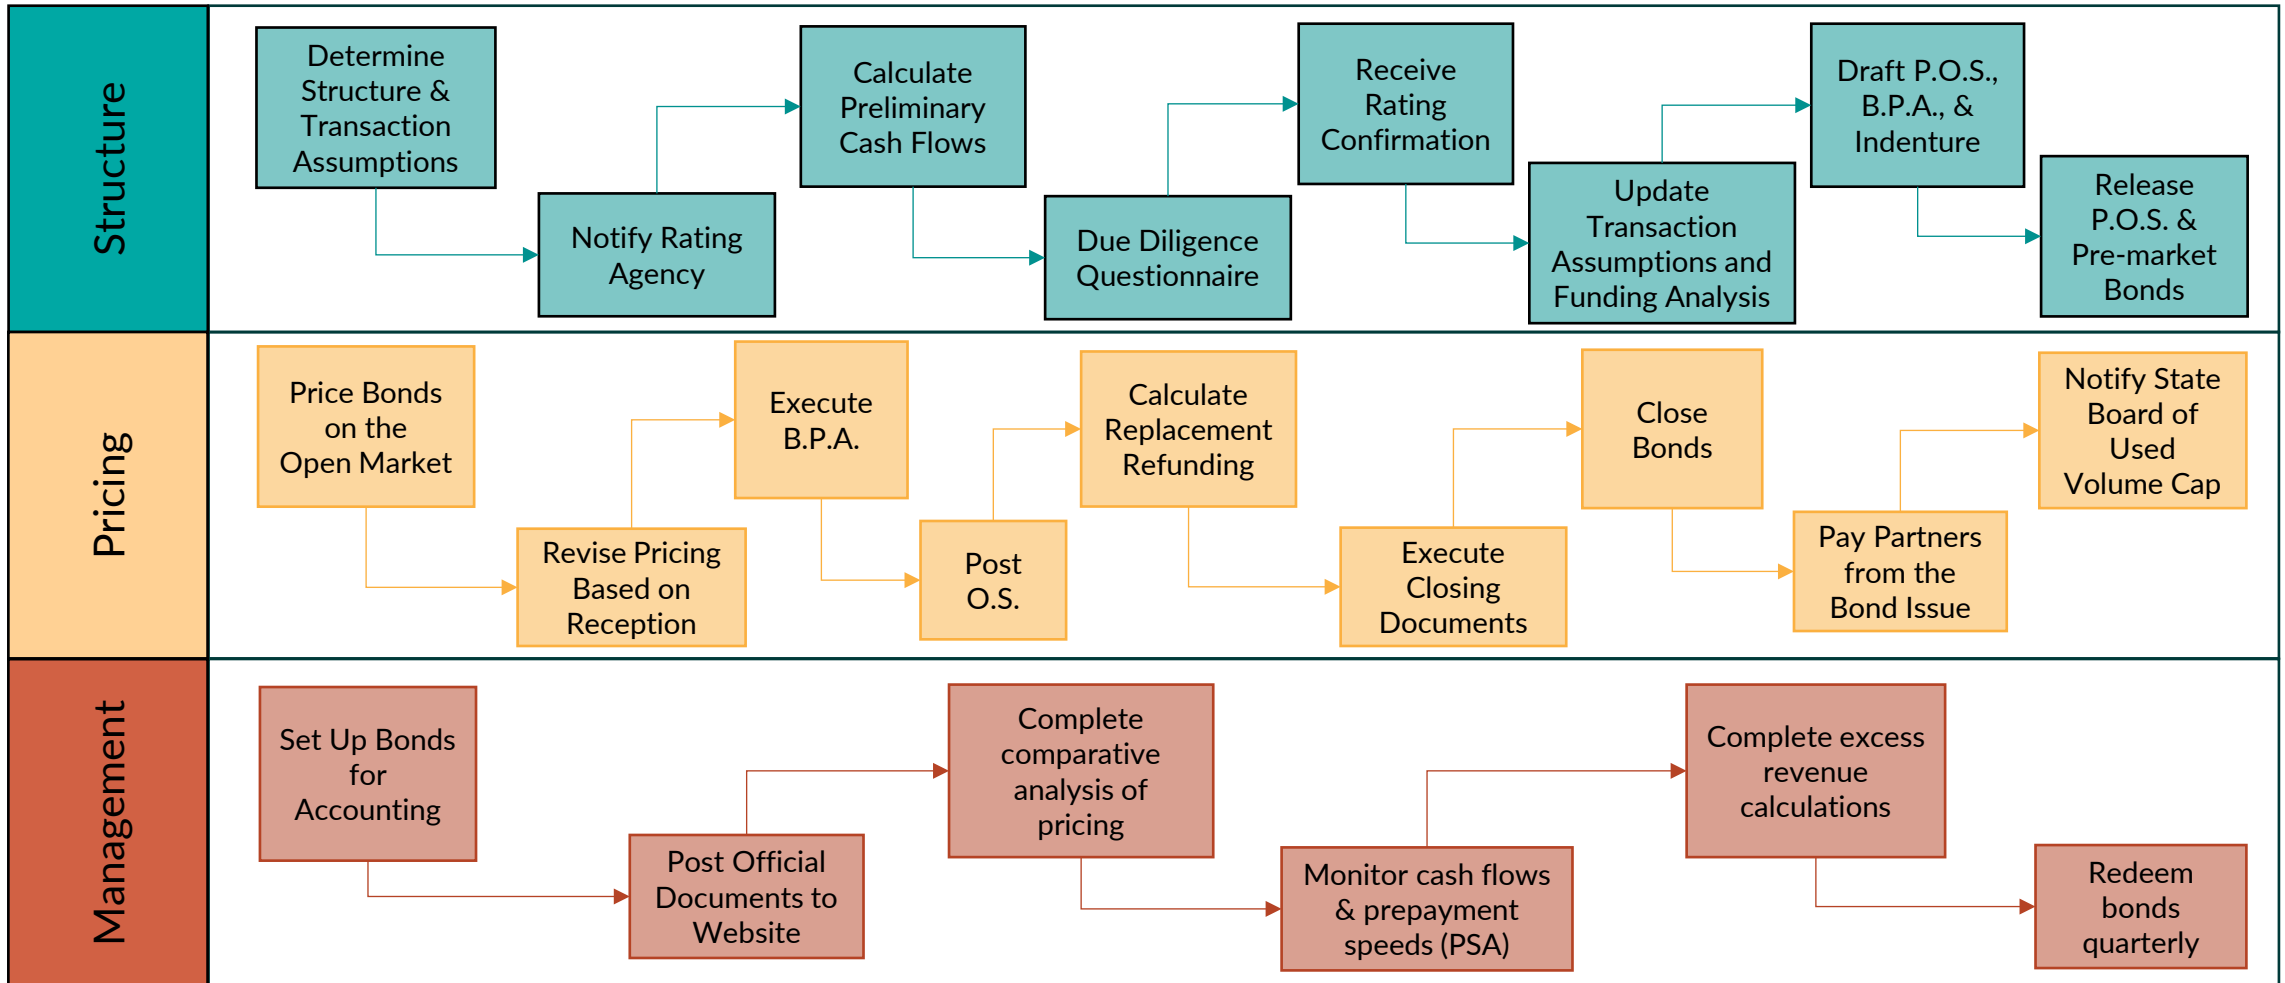 Structure
Determine
Structure &
Transaction
Assumptions
Notify Rating
Agency
Calculate
Preliminary
Cash Flows
Due Diligence
Questionnaire
Receive
Rating
Confirmation
Update
Transaction
Assumptions and
Funding Analysis
Draft P.O.S.,
B.P.A., &
Indenture
Release
P.O.S. &
Pre-market
Bonds
Pricing
Price Bonds
on the
Open Market
Revise Pricing
Based on
Reception
Execute
B.P.A.
Post
O.S.
Calculate
Replacement
Refunding
Execute
Closing
Documents
Close
Bonds
Pay Partners
from the
Bond Issue
Notify State
Board of
Used
Volume Cap
Management
Set Up Bonds
for
Accounting
Post Official
Documents to
Website
Complete
comparative
analysis of
pricing
Monitor cash flows
& prepayment
speeds (PSA)
Complete excess
revenue
calculations
Redeem
bonds
quarterly